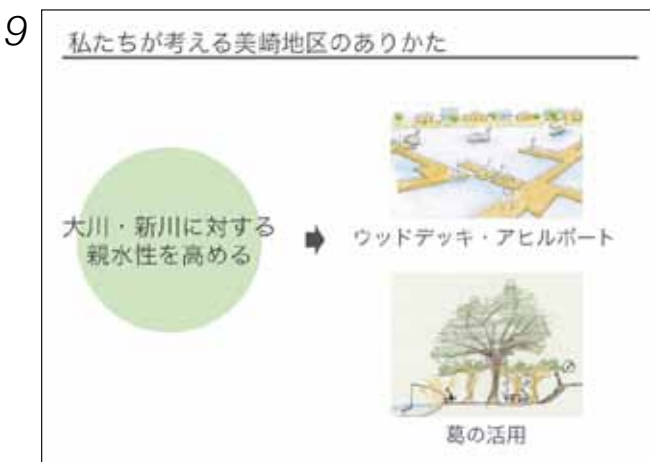 9
私たちが考える美崎地区のありかた
大川・新川に対する
親水性を高める
ウッドデッキ・アヒルボート
葛の活用